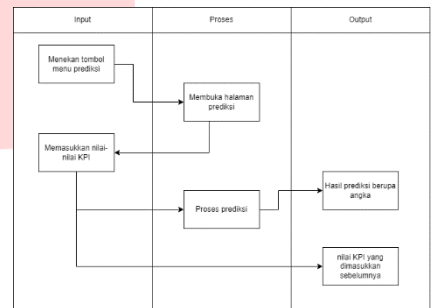 Input
Proses
Output
Menekan tombol
menu prediksi
Membuka halaman
prediksi
Memasukkan nilai-
nilai KPI
Proses prediksi
Hasil prediksi berupa
angka
nilai KPI yang
dimasukkan
sebelumnya